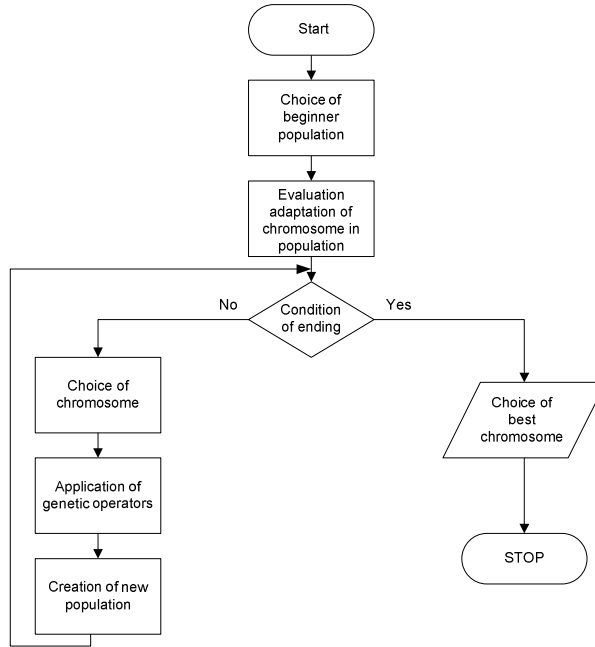 Start
Choice of
beginner
population
Evaluation
adaptation of
chromosome in
population
No
Condition
of ending
Yes
Choice of
chromosome
Choice of
best
chromosome
Application of
genetic operators
STOP
Creation of new
population